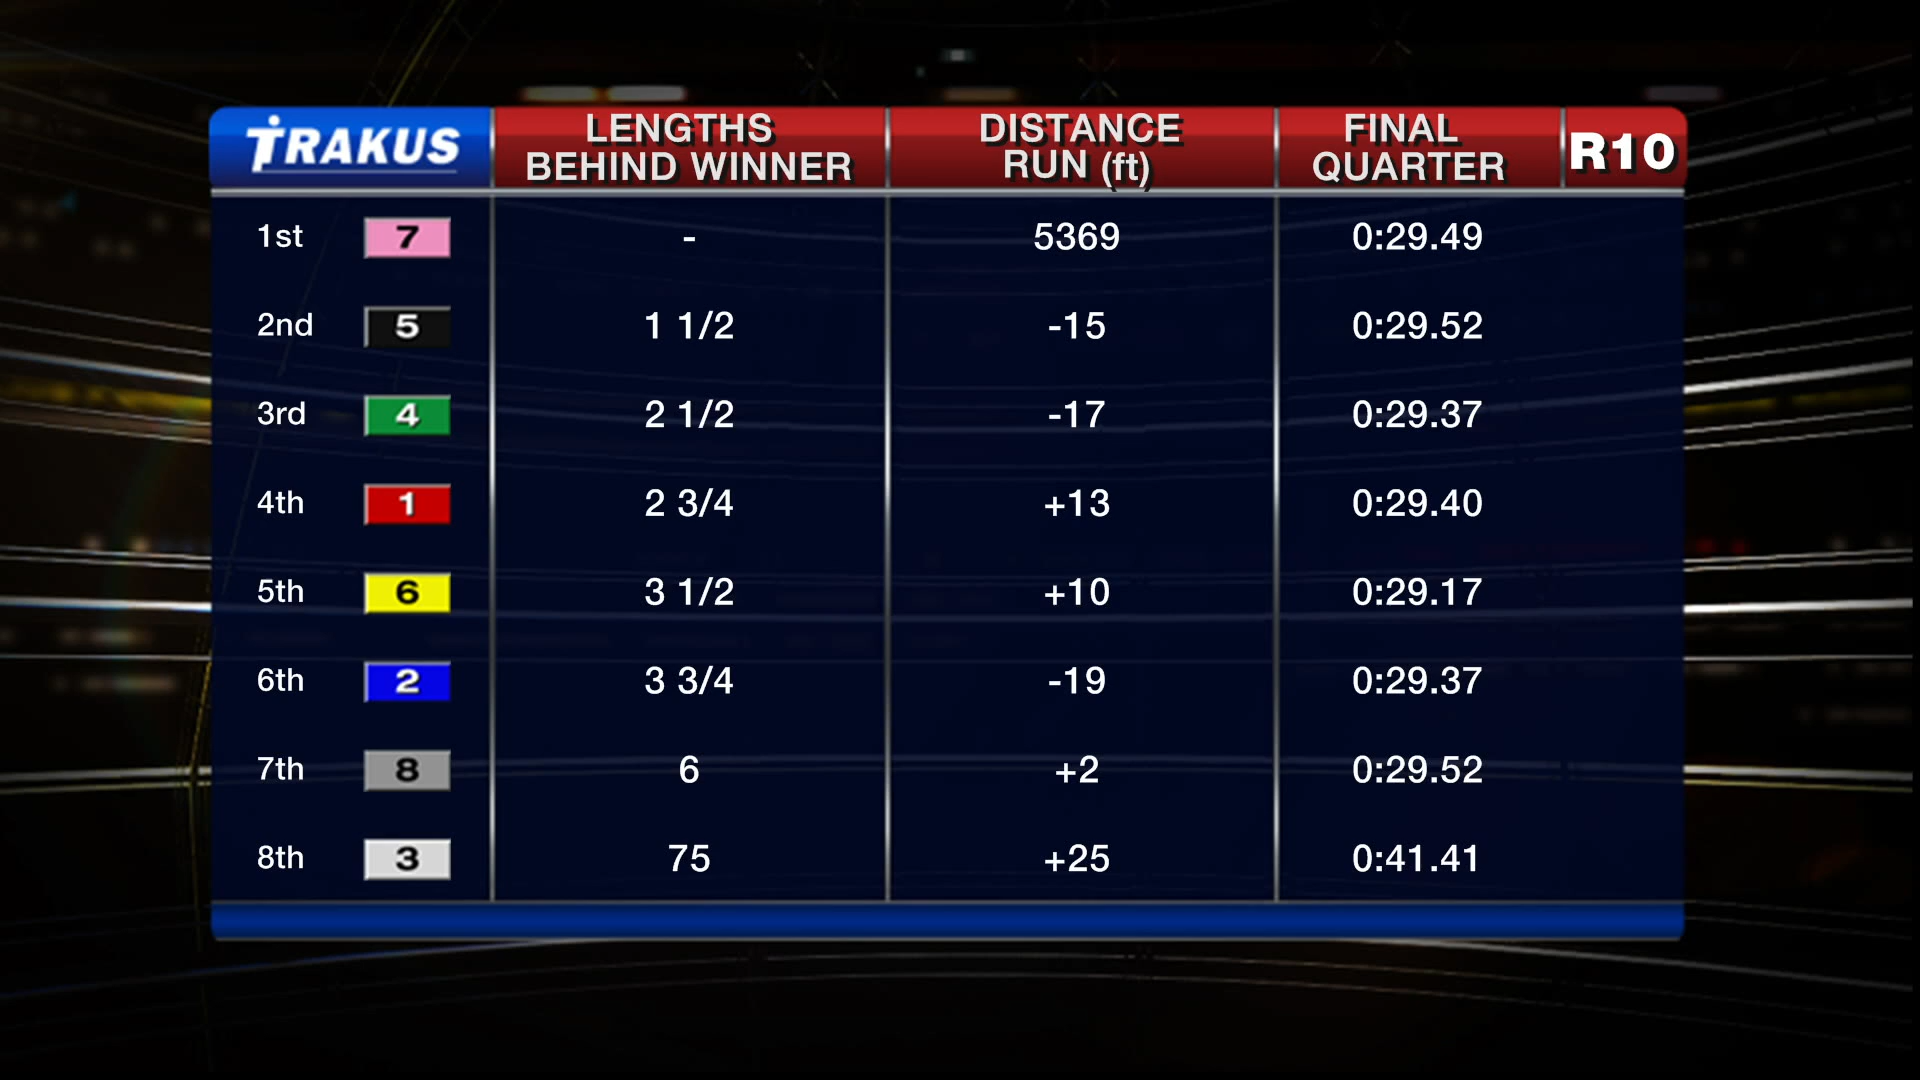 TRAKUS LENGTHS BEHIND WINNER DISTANCE RUN (ft) FINAL QUARTER R10
1st 7 - 5369 0:29.49
2nd 5 1 1/2 -15 0:29.52
3rd 4 2 1/2 -17 0:29.37
4th 1 2 3/4 +13 0:29.40
5th 6 3 1/2 +10 0:29.17
6th 2 3 3/4 -19 0:29.37
7th 8 6 +2 0:29.52
8th 3 75 +25 0:41.41